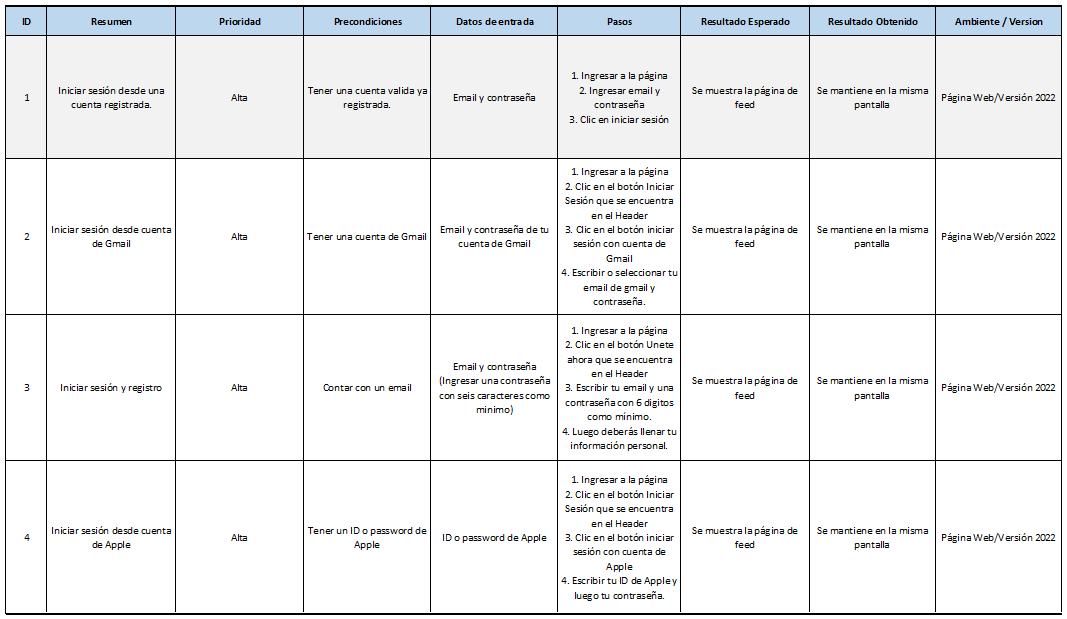 ID Resumen Prioridad Precondiciones Datos de entrada Pasos Resultado Esperado Resultado Obtenido Ambiente / Version
1
Iniciar sesión desde una
cuenta registrada.
Alta
Tener una cuenta valida ya
registrada.
Email y contraseña
1. Ingresar a la página
2. Ingresar email y
contraseña
3. Clic en iniciar sesión
Se muestra la página de
feed
Se mantiene en la misma
pantalla
Página Web/Versión 2022
2
Iniciar sesión desde cuenta
de Gmail
Alta
Tener una cuenta de Gmail
Email y contraseña de tu
cuenta de Gmail
1. Ingresar a la página
2. Clic en el botón Iniciar
Sesión que se encuentra
en el Header
3. Clic en el botón iniciar
sesión con cuenta de
Gmail
4. Escribir o seleccionar tu
email de gmail y
contraseña.
Se muestra la página de
feed
Se mantiene en la misma
pantalla
Página Web/Versión 2022
3
Iniciar sesión y registro
Alta
Contar con un email
Email y contraseña
(Ingresar una contraseña
con seis caracteres como
minimo)
1. Ingresar a la página
2. Clic en el botón Unete
ahora que se encuentra
en el Header
3. Escribir tu email y una
contraseña con 6 digitos
como mínimo.
4. Luego deberás llenar tu
información personal.
Se muestra la página de
feed
Se mantiene en la misma
pantalla
Página Web/Versión 2022
4
Iniciar sesión desde cuenta
de Apple
Alta
Tener un ID o password de
Apple
ID o password de Apple
1. Ingresar a la página
2. Clic en el botón Iniciar
Sesión que se encuentra
en el Header
3. Clic en el botón iniciar
sesión con cuenta de
Apple
4. Escribir tu ID de Apple y
luego tu contraseña.
Se muestra la página de
feed
Se mantiene en la misma
pantalla
Página Web/Versión 2022